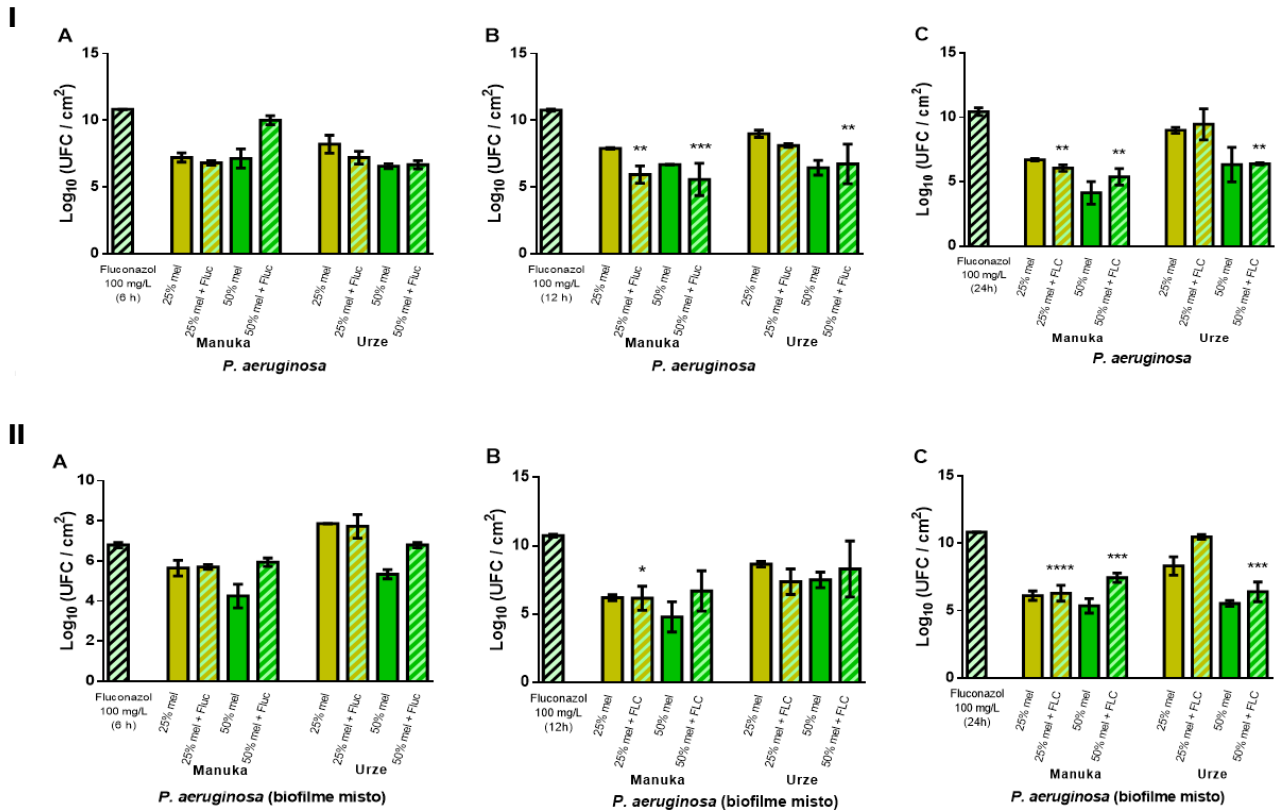 I
A
15
10
5
0
Log10 (UFC / cm2)
Fluconazol
100 mg/L
(6 h)
25% mel
25% mel + Fluc
50% mel
50% mel + Fluc
25% mel
25% mel + Fluc
50% mel
50% mel + Fluc
Manuka
Urze
P. aeruginosa
B
15
10
5
0
Log10 (UFC / cm2)
**
***
**
Fluconazol
100 mg/L
(12 h)
25% mel
25% mel + Fluc
50% mel
50% mel + Fluc
25% mel
25% mel + Fluc
50% mel
50% mel + Fluc
Manuka
Urze
P. aeruginosa
C
15
10
5
0
Log10 (UFC / cm2)
**
**
**
Fluconazol
100 mg/L
(24h)
25% mel
25% mel + FLC
50% mel
50% mel + FLC
25% mel
25% mel + FLC
50% mel
50% mel + FLC
Manuka
Urze
P. aeruginosa
II
A
10
8
6
4
2
0
Log10 (UFC / cm2)
Fluconazol
100 mg/L
(6 h)
25% mel
25% mel + Fluc
50% mel
50% mel + Fluc
25% mel
25% mel + Fluc
50% mel
50% mel + Fluc
Manuka
Urze
P. aeruginosa (biofilme misto)
B
15
10
5
0
Log10 (UFC / cm2)
*
Fluconazol
100 mg/L
(12h)
25% mel
25% mel + FLC
50% mel
50% mel + FLC
25% mel
25% mel + FLC
50% mel
50% mel + FLC
Manuka
Urze
P. aeruginosa (biofilme misto)
C
15
10
5
0
Log10 (UFC / cm2)
****
***
***
Fluconazol
100 mg/L
(24h)
25% mel
25% mel + FLC
50% mel
50% mel + FLC
25% mel
25% mel + FLC
50% mel
50% mel + FLC
Manuka
Urze
P. aeruginosa (biofilme misto)